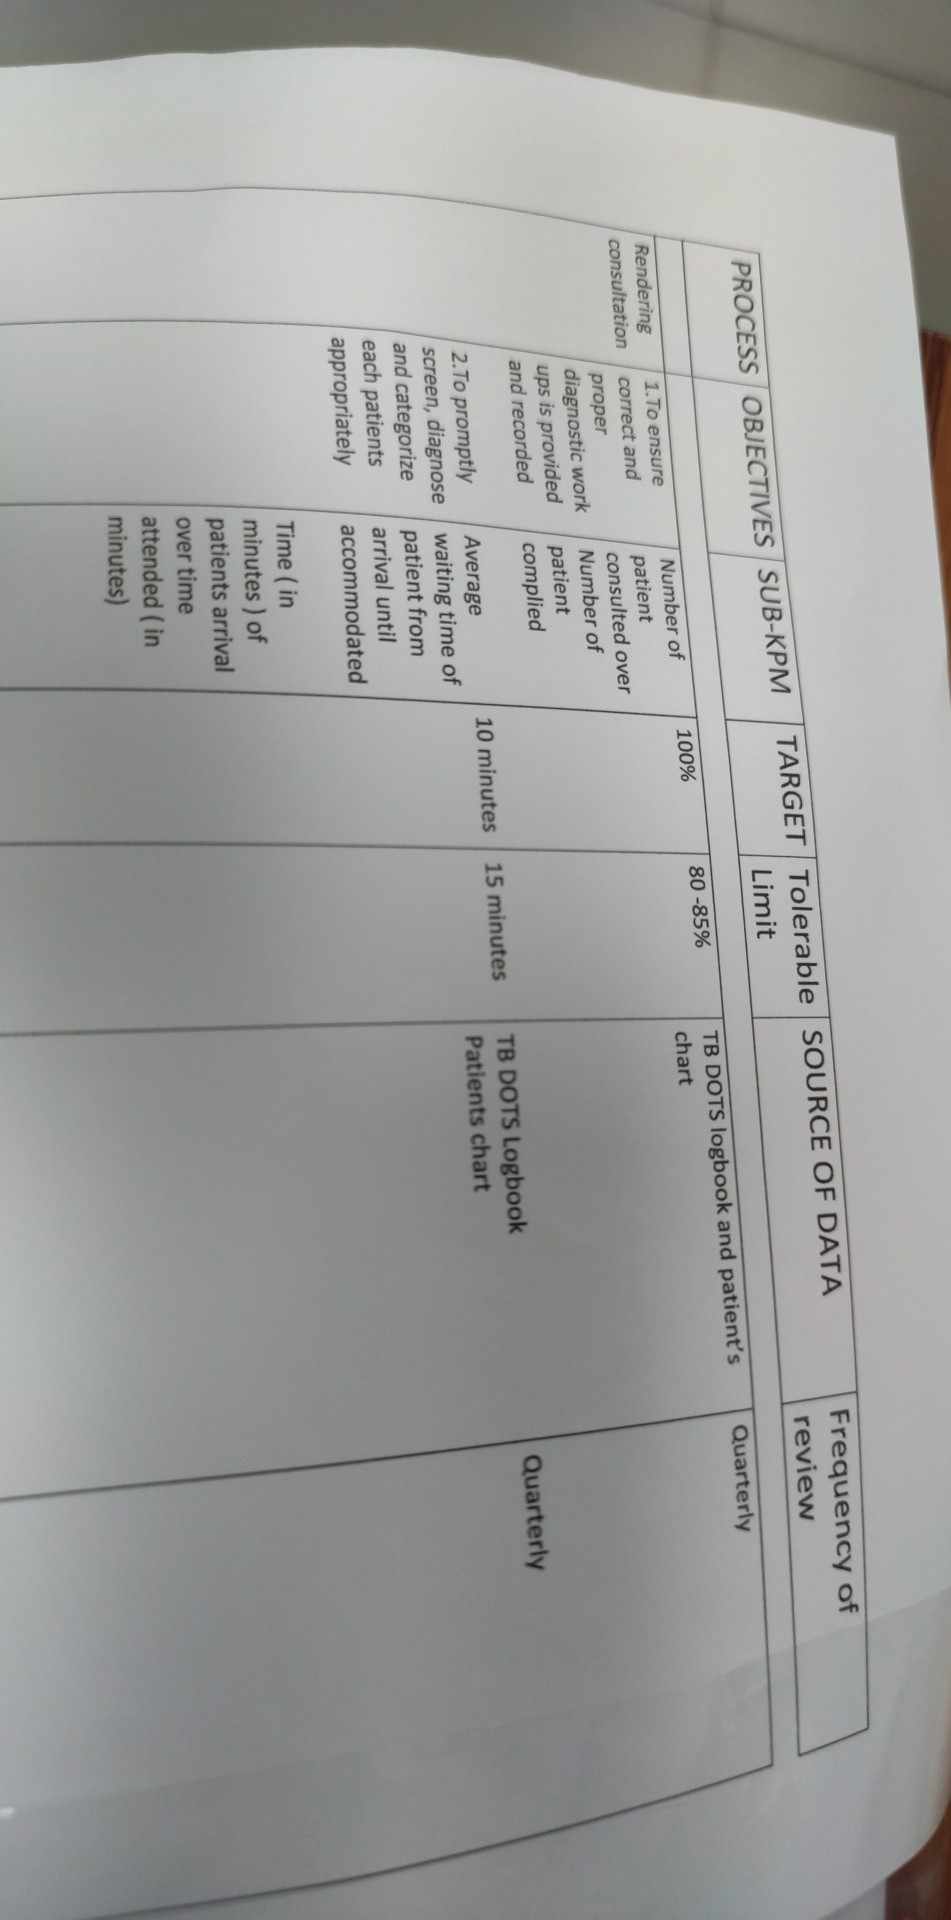 PROCESS
OBJECTIVES
SUB-KPM
TARGET
Tolerable
Limit
SOURCE OF DATA
Frequency of
review
Rendering
consultation
1.To ensure
correct and
proper
diagnostic work
ups is provided
and recorded
Number of
patient
consulted over
Number of
patient
complied
100%
80 -85%
TB DOTS logbook and patient's
chart
Quarterly
2.To promptly
screen, diagnose
and categorize
each patients
appropriately
Average
waiting time of
patient from
arrival until
accommodated
Time ( in
minutes ) of
patients arrival
over time
attended ( in
minutes)
10 minutes
15 minutes
TB DOTS Logbook
Patients chart
Quarterly